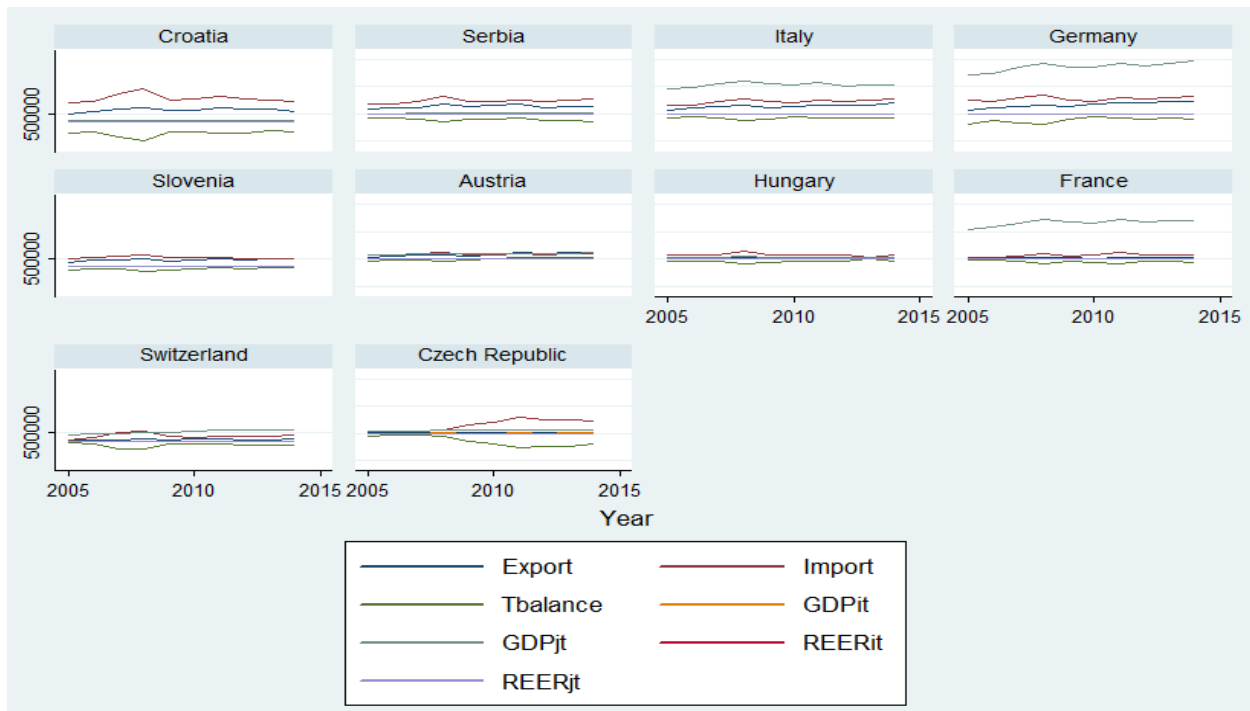 Croatia Serbia Italy Germany
500000
Slovenia Austria Hungary France
500000
2005 2010 2015 2005 2010 2015
Switzerland Czech Republic
500000
2005 2010 2015 2005 2010 2015
Year
Export Import
Tbalance GDPit
GDPjt REERit
REERjt